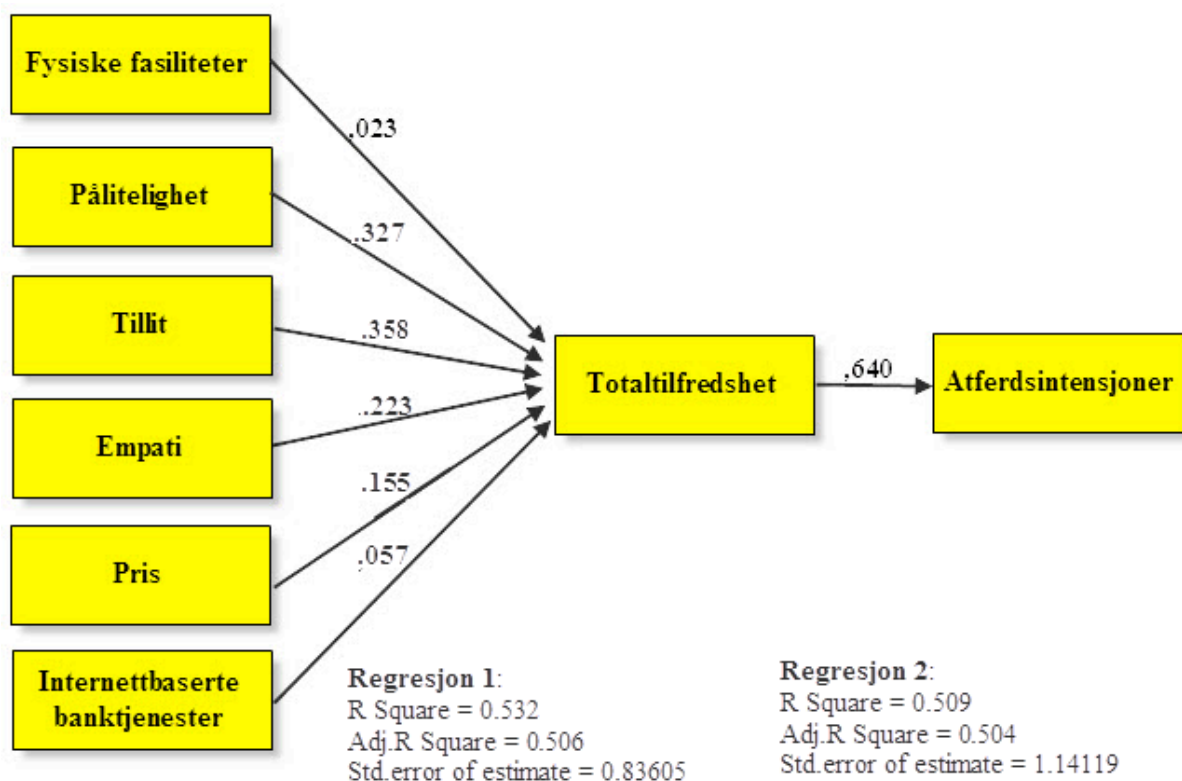 Fysiske fasiliteter
Pålitelighet
Tillit
Empati
Pris
Internettbaserte
banktjenester
,023
,327
,358
,223
,155
,057
Totaltilfredshet
,640
Atferdsintensjoner
Regresjon 1:
R Square = 0.532
Adj.R Square = 0.506
Std.error of estimate = 0.83605
Regresjon 2:
R Square = 0.509
Adj.R Square = 0.504
Std.error of estimate = 1.14119